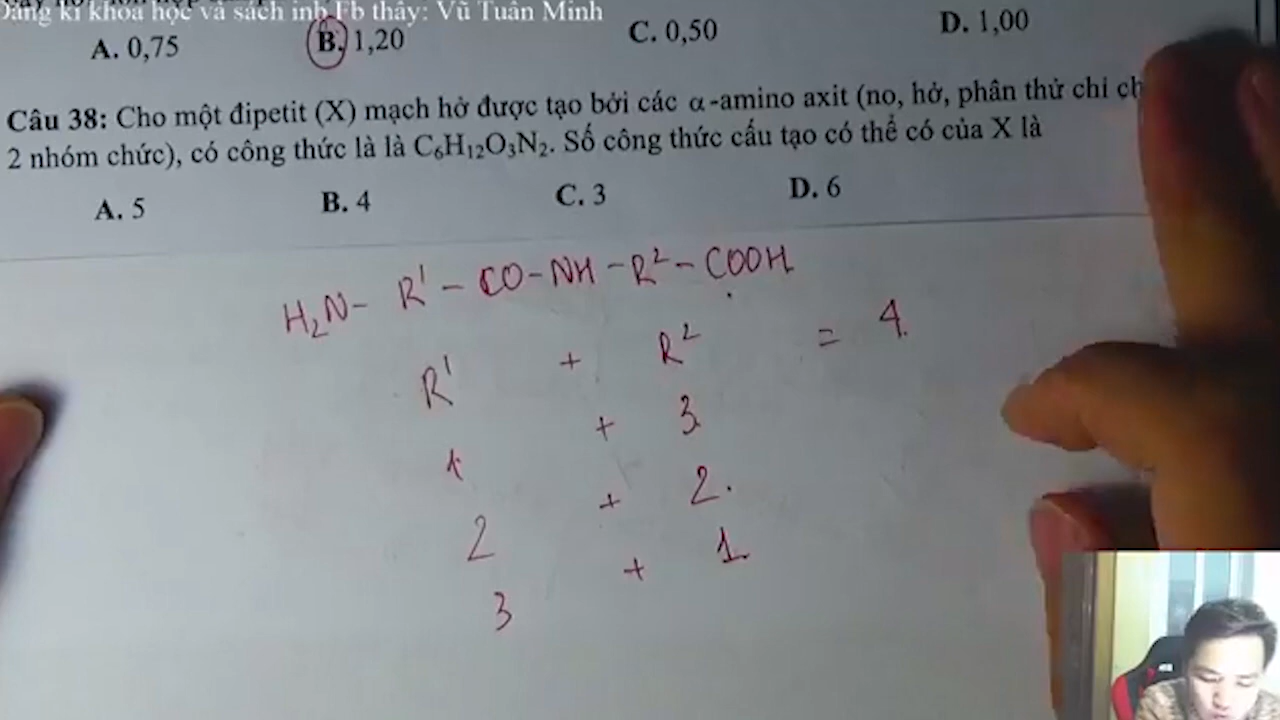 Đăng kí khóa học và sách inb Fb thầy: Vũ Tuấn Minh
A. 0,75 B. 1,20 C. 0,50 D. 1,00
Câu 38: Cho một đipetit (X) mạch hở được tạo bởi các α-amino axit (no, hở, phân thử chỉ
2 nhóm chức), có công thức là là C₆H₁₂O₃N₂. Số công thức cấu tạo có thể có của X là
A. 5 B. 4 C. 3 D. 6
H₂N- R¹ - CO-NH-R²- COOH
R¹ + R² = 4
1 + 3
2 + 2
3 + 1